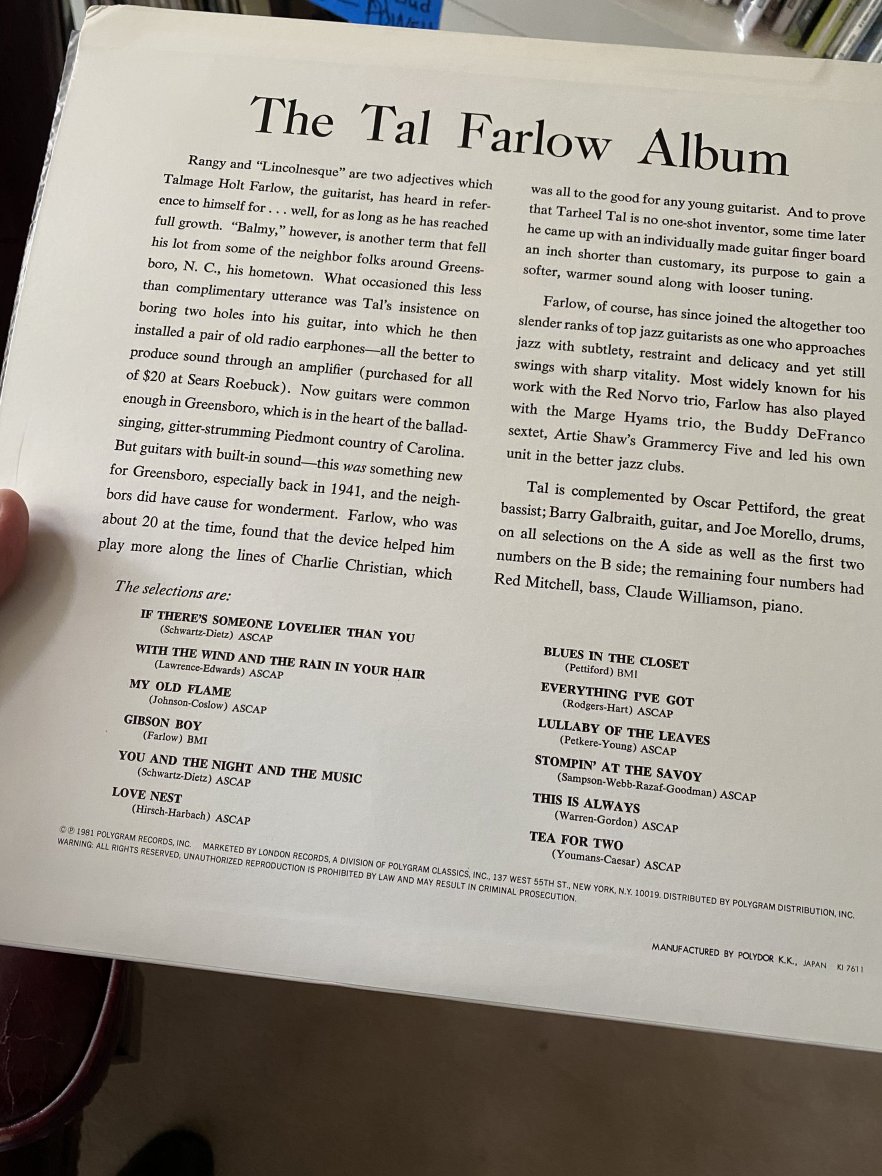 The Tal Farlow Album
Rangy and “Lincolnesque” are two adjectives which
Talmage Holt Farlow, the guitarist, has heard in refer-
ence to himself for . . . well, for as long as he has reached
full growth. “Balmy,” however, is another term that fell
his lot from some of the neighbor folks around Greens-
boro, N. C., his hometown. What occasioned this less
than complimentary utterance was Tal’s insistence on
boring two holes into his guitar, into which he then
installed a pair of old radio earphones—all the better to
produce sound through an amplifier (purchased for all
of $20 at Sears Roebuck). Now guitars were common
enough in Greensboro, which is in the heart of the ballad-
singing, gitter-strumming Piedmont country of Carolina.
But guitars with built-in sound—this was something new
for Greensboro, especially back in 1941, and the neigh-
bors did have cause for wonderment. Farlow, who was
about 20 at the time, found that the device helped him
play more along the lines of Charlie Christian, which
was all to the good for any young guitarist. And to prove
that Tarheel Tal is no one-shot inventor, some time later
he came up with an individually made guitar finger board
an inch shorter than customary, its purpose to gain a
softer, warmer sound along with looser tuning.
Farlow, of course, has since joined the altogether too
slender ranks of top jazz guitarists as one who approaches
jazz with subtlety, restraint and delicacy and yet still
swings with sharp vitality. Most widely known for his
work with the Red Norvo trio, Farlow has also played
with the Marge Hyams trio, the Buddy DeFranco
sextet, Artie Shaw’s Grammercy Five and led his own
unit in the better jazz clubs.
Tal is complemented by Oscar Pettiford, the great
bassist; Barry Galbraith, guitar, and Joe Morello, drums,
on all selections on the A side as well as the first two
numbers on the B side; the remaining four numbers had
Red Mitchell, bass, Claude Williamson, piano.
The selections are:
IF THERE’S SOMEONE LOVELIER THAN YOU
(Schwartz-Dietz) ASCAP
WITH THE WIND AND THE RAIN IN YOUR HAIR
(Lawrence-Edwards) ASCAP
MY OLD FLAME
(Johnson-Coslow) ASCAP
GIBSON BOY
(Farlow) BMI
YOU AND THE NIGHT AND THE MUSIC
(Schwartz-Dietz) ASCAP
LOVE NEST
(Hirsch-Harbach) ASCAP
BLUES IN THE CLOSET
(Pettiford) BMI
EVERYTHING I’VE GOT
(Rodgers-Hart) ASCAP
LULLABY OF THE LEAVES
(Petkere-Young) ASCAP
STOMPIN’ AT THE SAVOY
(Sampson-Webb-Razaf-Goodman) ASCAP
THIS IS ALWAYS
(Warren-Gordon) ASCAP
TEA FOR TWO
(Youmans-Caesar) ASCAP
© ℗ 1981 POLYGRAM RECORDS, INC. MARKETED BY LONDON RECORDS, A DIVISION OF POLYGRAM CLASSICS, INC., 137 WEST 55TH ST., NEW YORK, N.Y. 10019. DISTRIBUTED BY POLYGRAM DISTRIBUTION, INC.
WARNING: ALL RIGHTS RESERVED, UNAUTHORIZED REPRODUCTION IS PROHIBITED BY LAW AND MAY RESULT IN CRIMINAL PROSECUTION.
MANUFACTURED BY POLYDOR K.K., JAPAN KI 7611